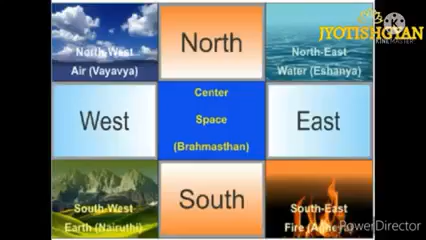 JYOTISHGYAN
KINEMASTER
North-West
Air (Vayavya)
North
North-East
Water (Eshanya)
West
Center
Space
(Brahmasthan)
East
South-West
Earth (Nairuthi)
South
South-East
Fire
PowerDirector